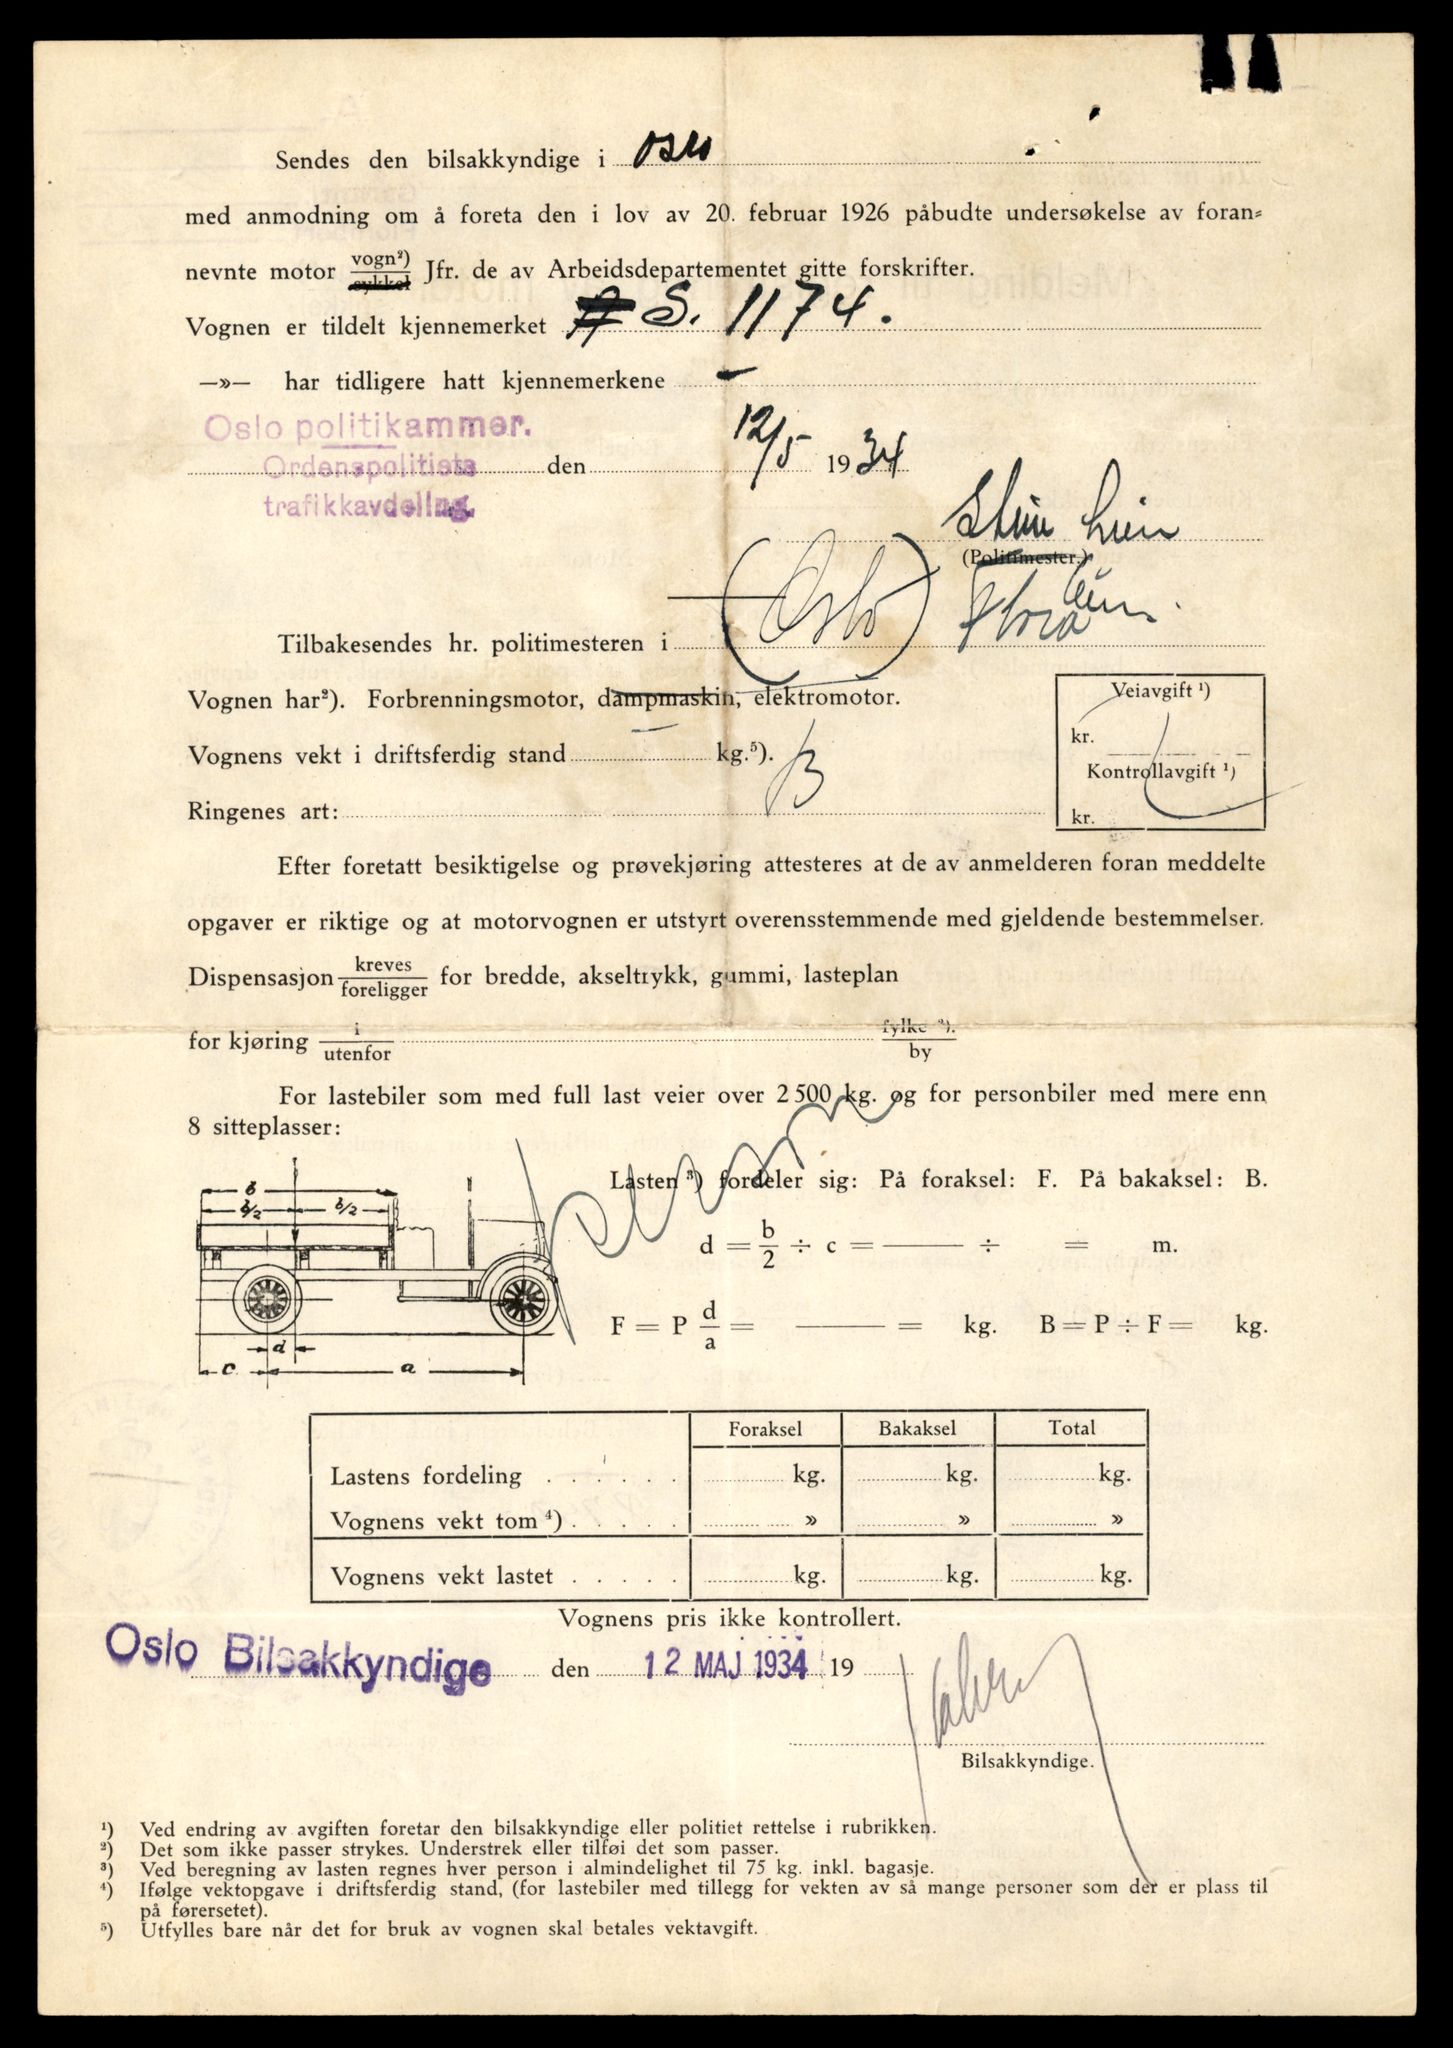 Sendes den bilsakkyndige i Oslo
med anmodning om å foreta den i lov av 20. februar 1926 påbudte undersøkelse av foran=
nevnte motor vogn²) / sykkel Jfr. de av Arbeidsdepartementet gitte forskrifter.
Vognen er tildelt kjennemerket S. 1174.
—»— har tidligere hatt kjennemerkene -
Oslo politikammer.
Ordenspolitiets
trafikkavdeling.
den 12/5 1934
(Politimester.)
Tilbakesendes hr. politimesteren i (Oslo)
Vognen har²). Forbrenningsmotor, dampmaskin, elektromotor.
Veiavgift ¹)
kr.
Kontrollavgift ¹)
kr.
Vognens vekt i driftsferdig stand — kg.⁵).
Ringenes art: B
Efter foretatt besiktigelse og prøvekjøring attesteres at de av anmelderen foran meddelte
opgaver er riktige og at motorvognen er utstyrt overensstemmende med gjeldende bestemmelser.
Dispensasjon kreves / foreligger for bredde, akseltrykk, gummi, lasteplan
for kjøring i / utenfor fylke ²). / by
For lastebiler som med full last veier over 2500 kg. og for personbiler med mere enn
8 sitteplasser:
b
b/2 b/2
d
c a
Lasten ³) fordeler sig: På foraksel: F. På bakaksel: B.
d = b/2 ÷ c = —— ÷ = m.
F = P d/a = —— = kg. B = P ÷ F = kg.
Foraksel Bakaksel Total
Lastens fordeling . . . . . . kg. kg. kg.
Vognens vekt tom ⁴) . . . . . » » »
Vognens vekt lastet . . . . . kg. kg. kg.
Vognens pris ikke kontrollert.
Oslo Bilsakkyndige den 12 MAJ 1934 19
Bilsakkyndige.
¹) Ved endring av avgiften foretar den bilsakkyndige eller politiet rettelse i rubrikken.
²) Det som ikke passer strykes. Understrek eller tilføi det som passer.
³) Ved beregning av lasten regnes hver person i almindelighet til 75 kg. inkl. bagasje.
⁴) Ifølge vektopgave i driftsferdig stand, (for lastebiler med tillegg for vekten av så mange personer som der er plass til
på førersetet).
⁵) Utfylles bare når det for bruk av vognen skal betales vektavgift.